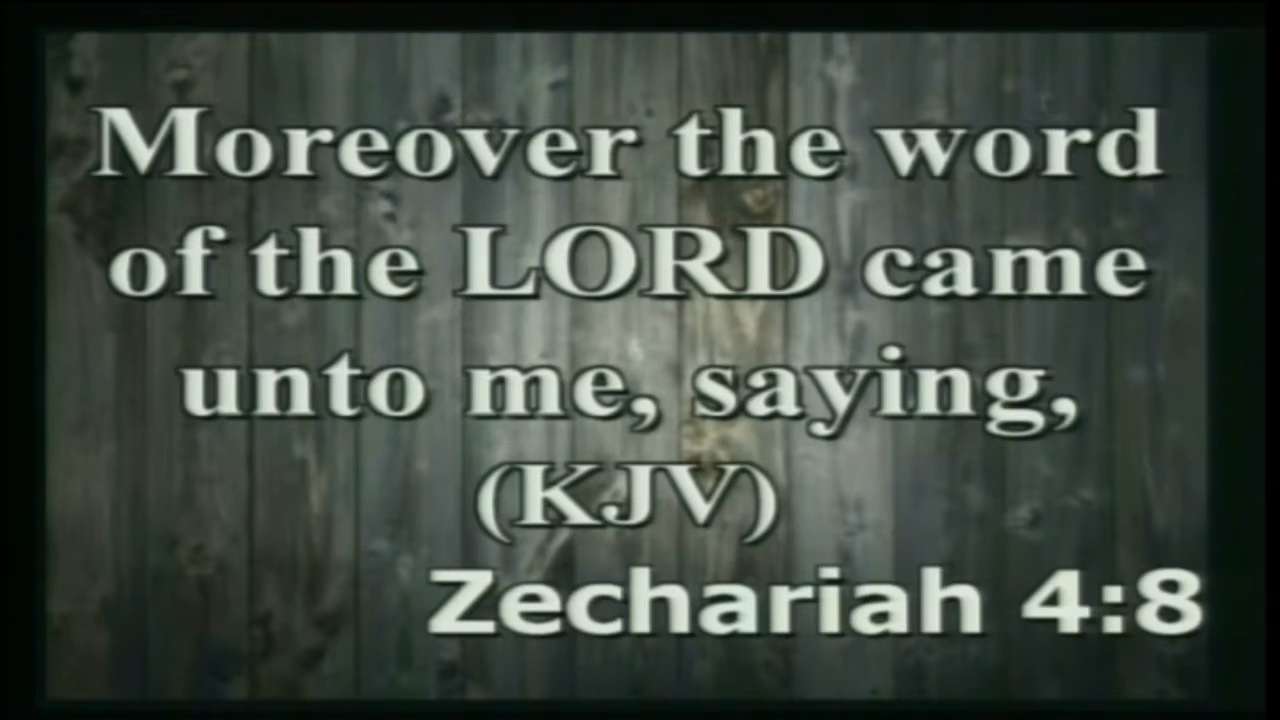 Moreover the word
of the LORD came
unto me, saying,
(KJV)
Zechariah 4:8